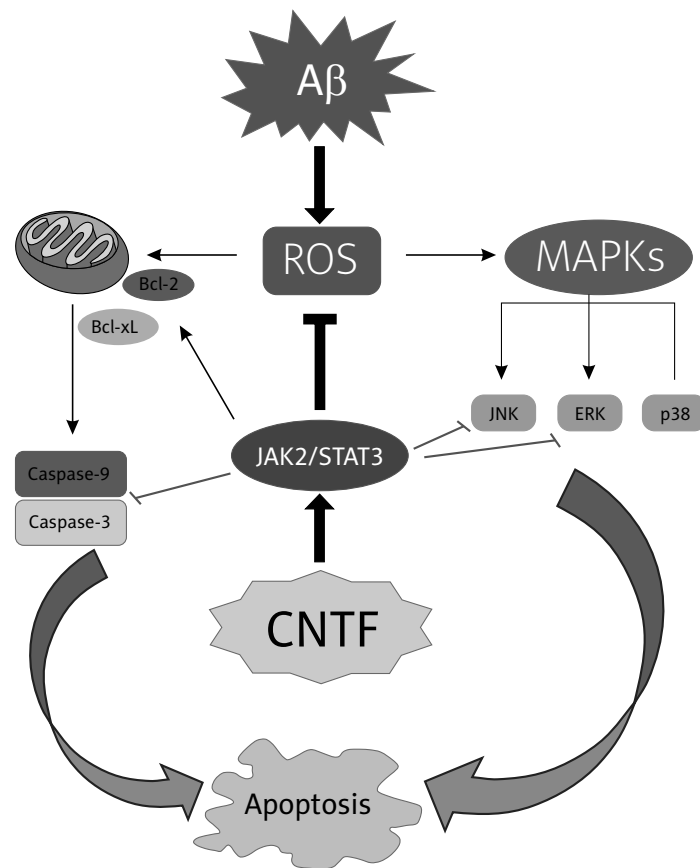 Aβ
ROS
MAPKs
Bcl-2
Bcl-xL
JNK
ERK
p38
JAK2/STAT3
Caspase-9
Caspase-3
CNTF
Apoptosis